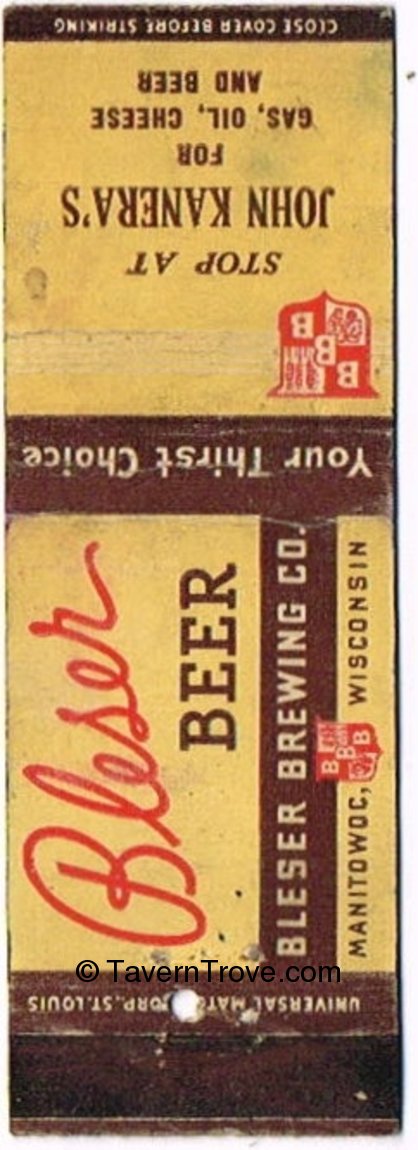 CLOSE COVER BEFORE STRIKING
STOP AT
JOHN KANERA'S
FOR
GAS, OIL, CHEESE
AND BEER
B B B
Your Thirst Choice
Bleser
BEER
BLESER BREWING CO.
MANITOWOC, WISCONSIN
B B B
© TavernTrove.com
UNIVERSAL MATCH CORP., ST. LOUIS